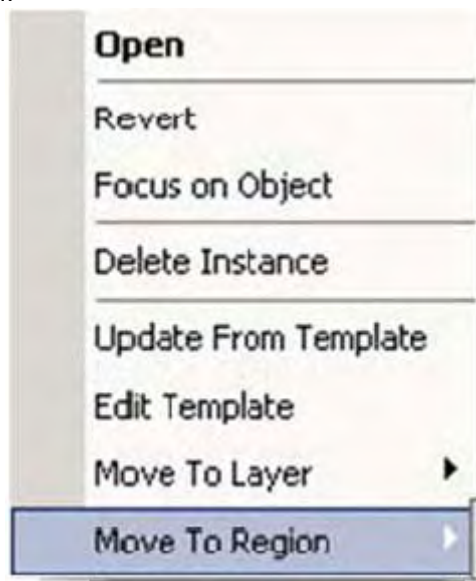 Open
Revert
Focus on Object
Delete Instance
Update From Template
Edit Template
Move To Layer
Move To Region